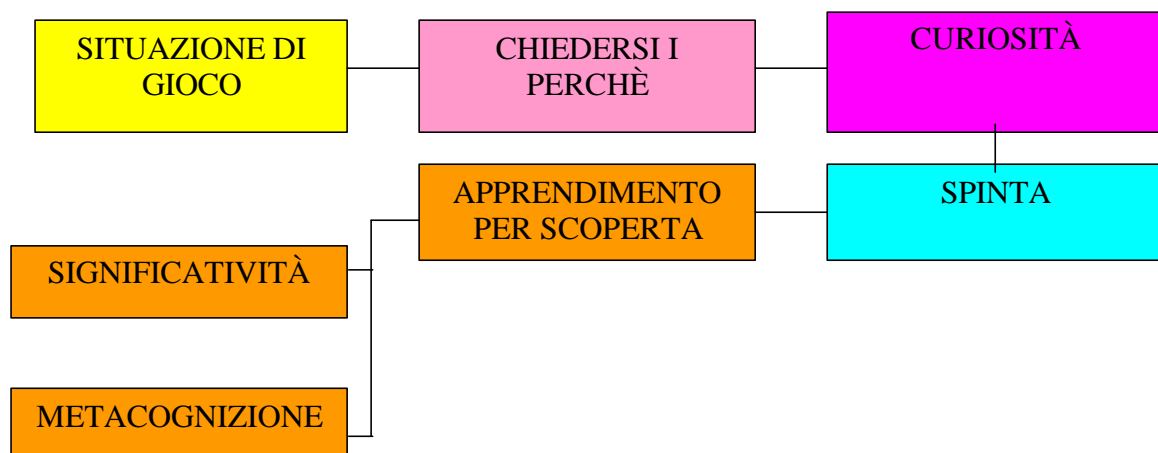 SITUAZIONE DI
GIOCO
CHIEDERSI I
PERCHÈ
CURIOSITÀ
APPRENDIMENTO
PER SCOPERTA
SPINTA
SIGNIFICATIVITÀ
METACOGNIZIONE